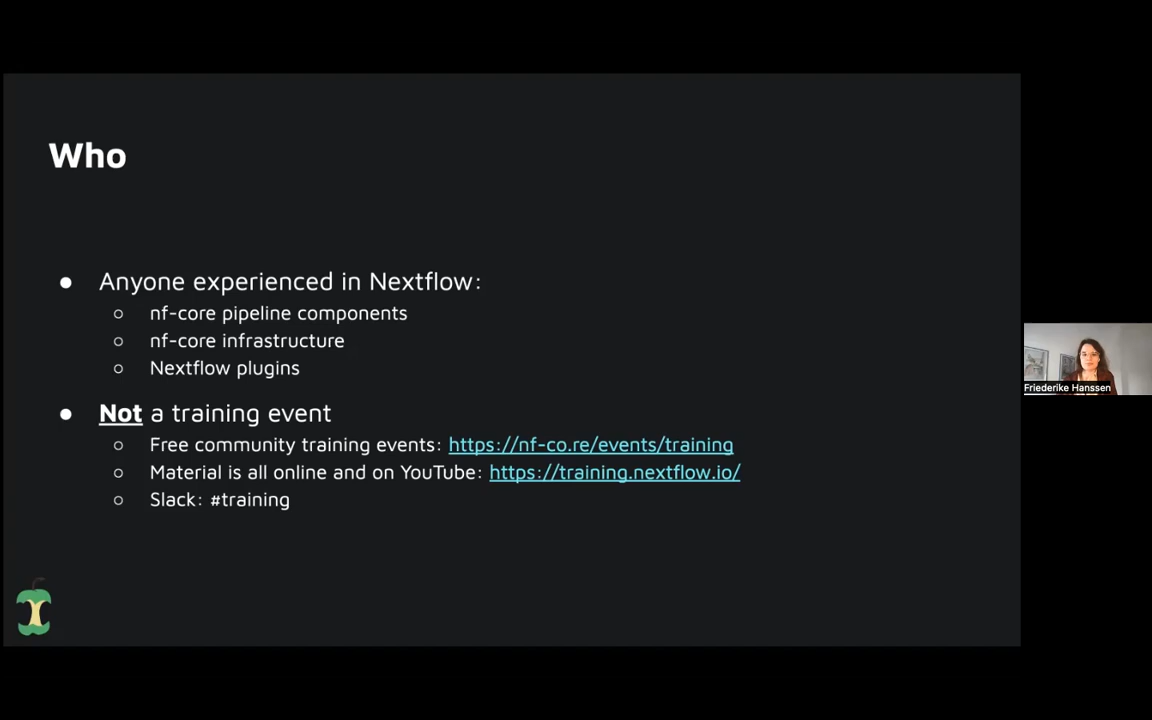 Who
Anyone experienced in Nextflow:
nf-core pipeline components
nf-core infrastructure
Nextflow plugins
Not a training event
Free community training events: https://nf-co.re/events/training
Material is all online and on YouTube: https://training.nextflow.io/
Slack: #training
Friederike Hanssen